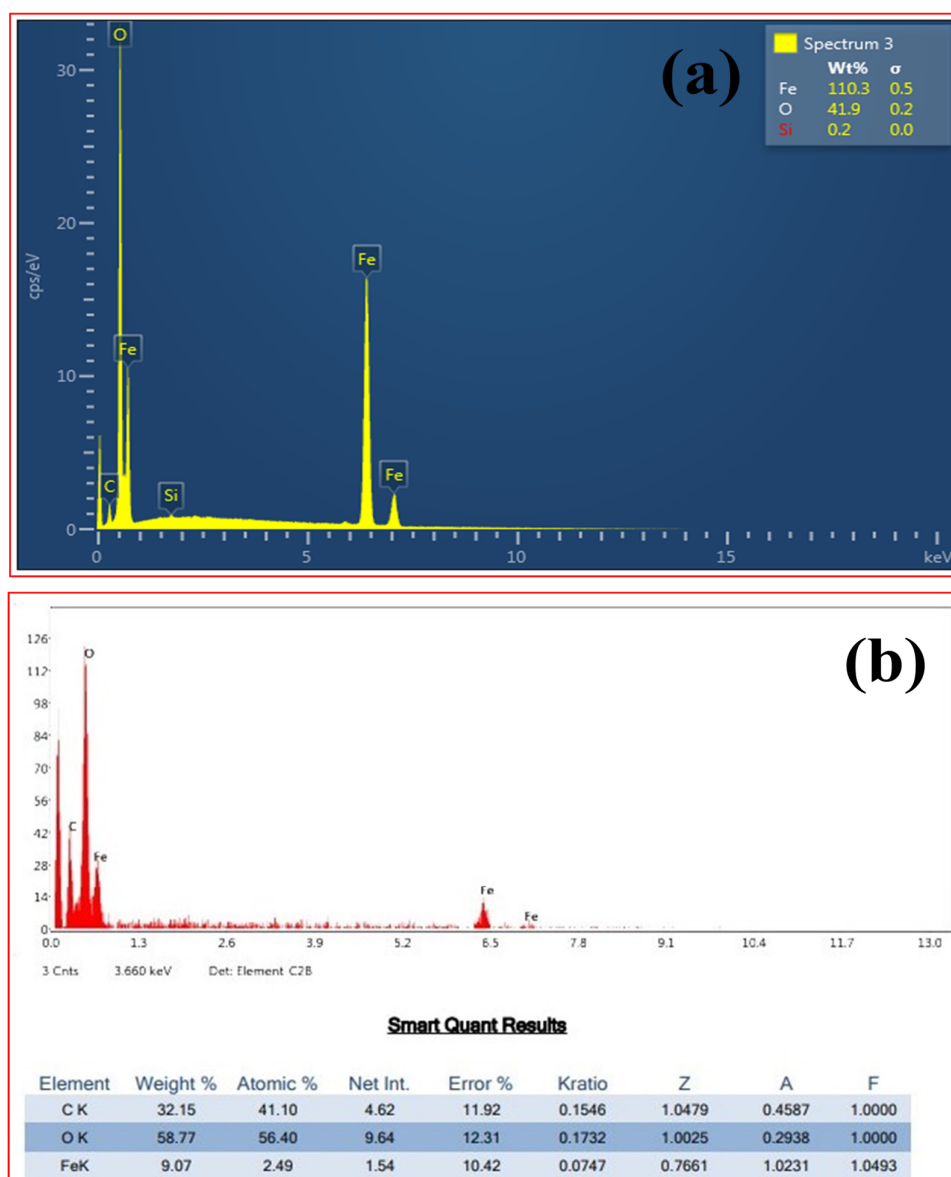 (a)
Spectrum 3
Wt% σ
Fe 110.3 0.5
O 41.9 0.2
Si 0.2 0.0
O
30
20
cps/eV
Fe
Fe
10
C
Si
Fe
0
0 5 10 15 keV
(b)
126
112
98
84
70
56
42
28
14
0
O
C
Fe
Fe
Fe
0.0 1.3 2.6 3.9 5.2 6.5 7.8 9.1 10.4 11.7 13.0
3 Cnts 3.660 keV Det: Element C2B
Smart Quant Results
Element Weight % Atomic % Net Int. Error % Kratio Z A F
C K 32.15 41.10 4.62 11.92 0.1546 1.0479 0.4587 1.0000
O K 58.77 56.40 9.64 12.31 0.1732 1.0025 0.2938 1.0000
FeK 9.07 2.49 1.54 10.42 0.0747 0.7661 1.0231 1.0493